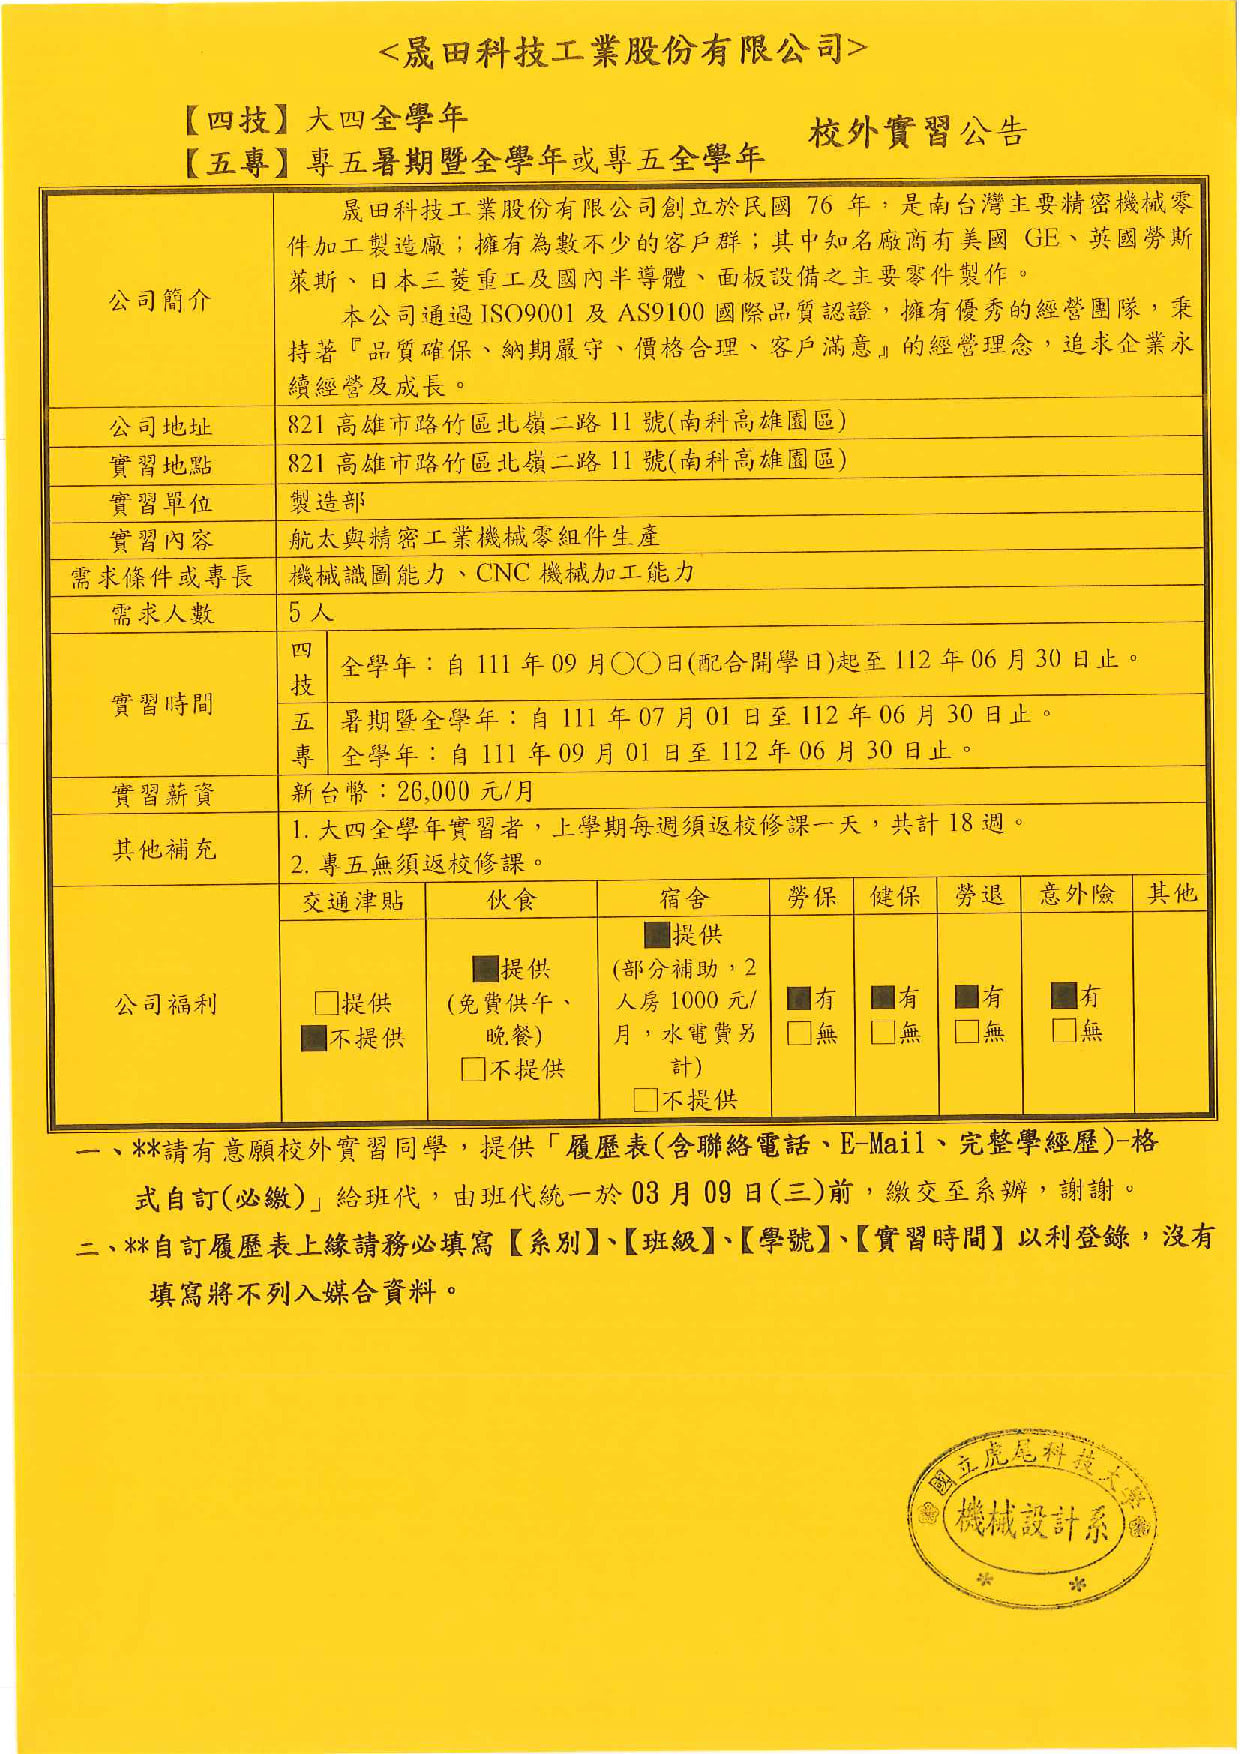 <晟田科技工業股份有限公司>
【四技】大四全學年
【五專】專五暑期暨全學年或專五全學年
校外實習公告
公司簡介
晟田科技工業股份有限公司創立於民國 76 年，是南台灣主要精密機械零
件加工製造廠；擁有為數不少的客戶群；其中知名廠商有美國 GE、英國勞斯
萊斯、日本三菱重工及國內半導體、面板設備之主要零件製作。
本公司通過 ISO9001 及 AS9100 國際品質認證，擁有優秀的經營團隊，秉
持著『品質確保、納期嚴守、價格合理、客戶滿意』的經營理念，追求企業永
續經營及成長。
公司地址 821 高雄市路竹區北嶺二路 11 號(南科高雄園區)
實習地點 821 高雄市路竹區北嶺二路 11 號(南科高雄園區)
實習單位 製造部
實習內容 航太與精密工業機械零組件生產
需求條件或專長 機械識圖能力、CNC 機械加工能力
需求人數 5 人
實習時間
四技 全學年：自 111 年 09 月〇〇日(配合開學日)起至 112 年 06 月 30 日止。
五專 暑期暨全學年：自 111 年 07 月 01 日至 112 年 06 月 30 日止。
全學年：自 111 年 09 月 01 日至 112 年 06 月 30 日止。
實習薪資 新台幣：26,000 元/月
其他補充
1. 大四全學年實習者，上學期每週須返校修課一天，共計 18 週。
2. 專五無須返校修課。
公司福利
交通津貼 伙食 宿舍 勞保 健保 勞退 意外險 其他
□提供
■不提供
■提供
(免費供午、
晚餐)
□不提供
■提供
(部分補助，2
人房 1000 元/
月，水電費另
計)
□不提供
■有
□無
■有
□無
■有
□無
■有
□無
一、**請有意願校外實習同學，提供「履歷表(含聯絡電話、E-Mail、完整學經歷)-格
式自訂(必繳)」給班代，由班代統一於 03 月 09 日(三)前，繳交至系辦，謝謝。
二、**自訂履歷表上緣請務必填寫【系別】、【班級】、【學號】、【實習時間】以利登錄，沒有
填寫將不列入媒合資料。
國立虎尾科技大學
機械設計系